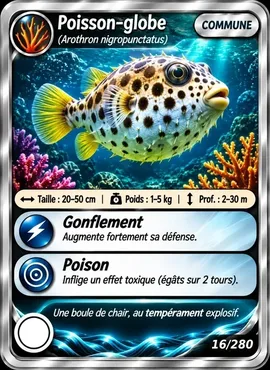 Poisson-globe
(Arothron nigropunctatus)
COMMUNE
Taille : 20–50 cm | Poids : 1–5 kg | Prof. : 2–30 m
Gonflement
Augmente fortement sa défense.
Poison
Inflige un effet toxique (égâts sur 2 tours).
Une boule de chair, au tempérament explosif.
16/280